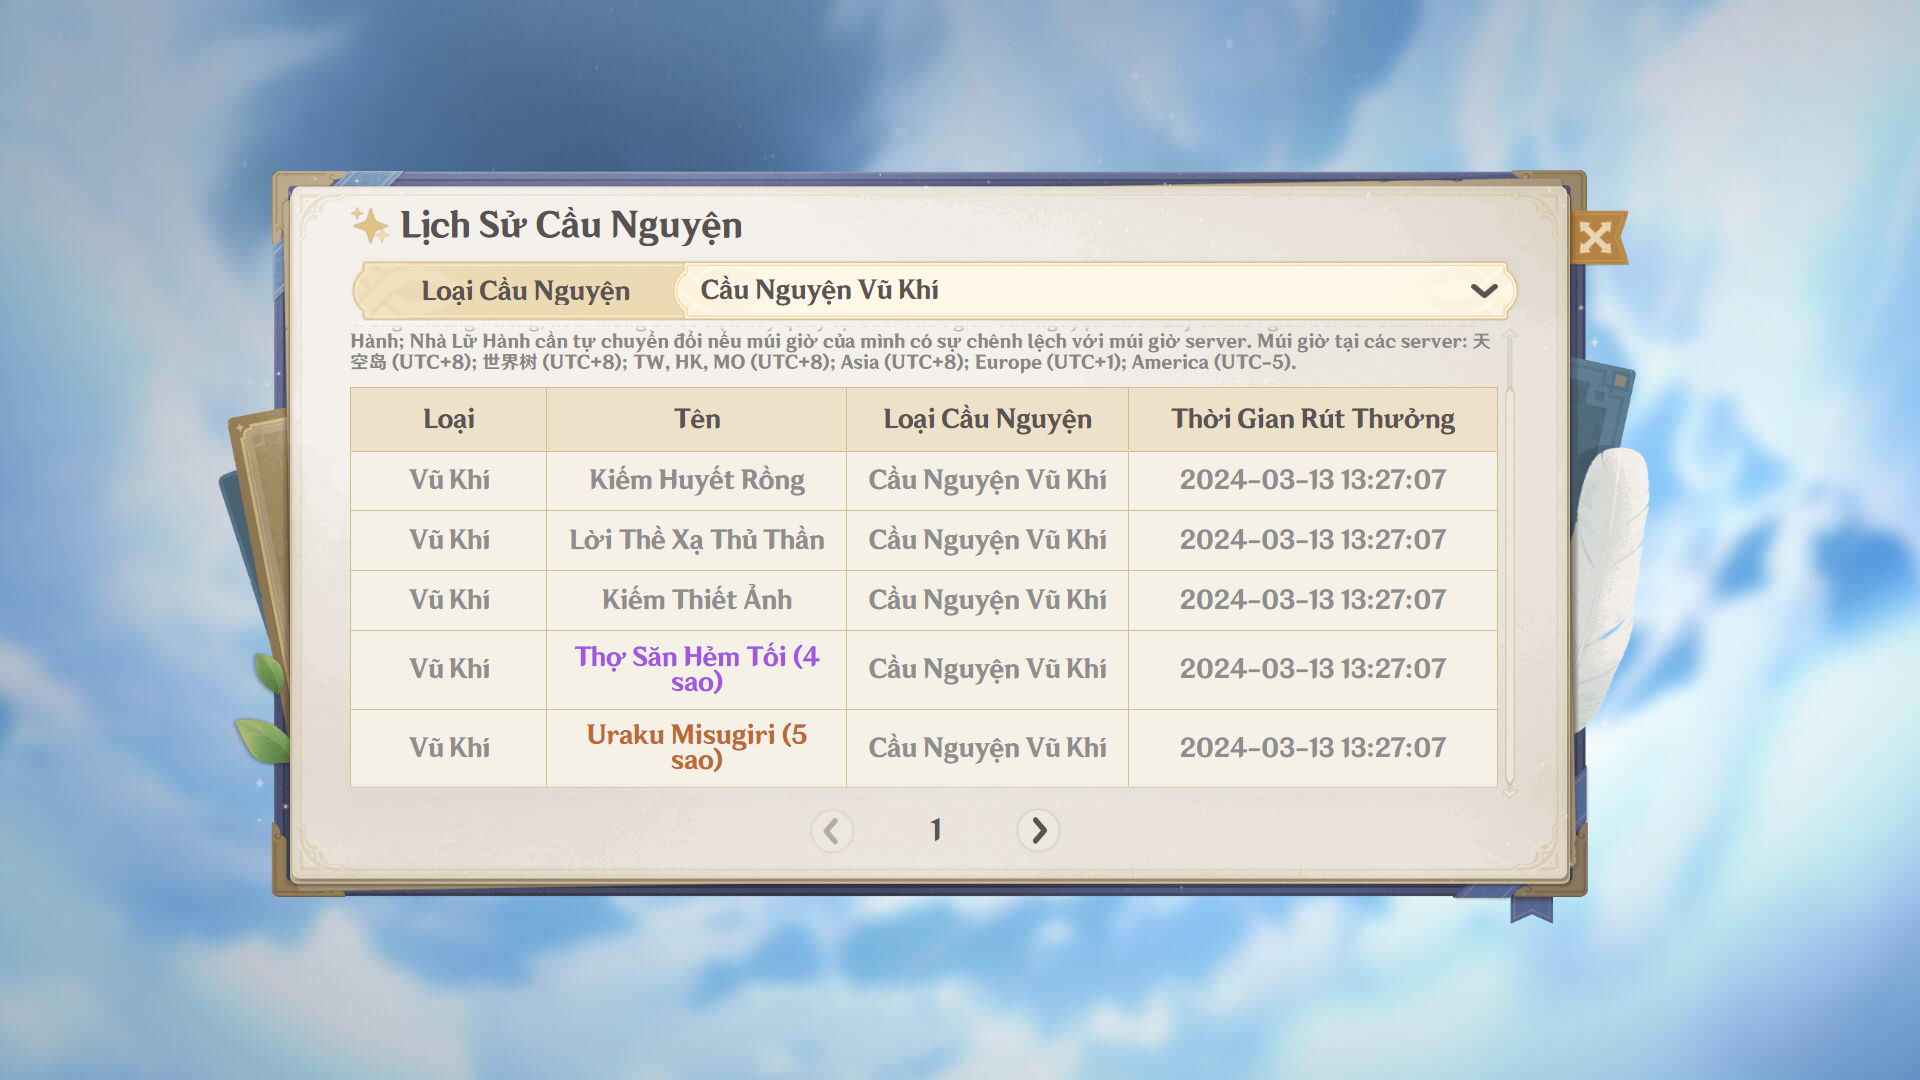 Lịch Sử Cầu Nguyện
Loại Cầu Nguyện
Cầu Nguyện Vũ Khí
Hành; Nhà Lữ Hành cần tự chuyển đổi nếu múi giờ của mình có sự chênh lệch với múi giờ server. Múi giờ tại các server: 天
空岛 (UTC+8); 世界树 (UTC+8); TW, HK, MO (UTC+8); Asia (UTC+8); Europe (UTC+1); America (UTC-5).
Loại Tên Loại Cầu Nguyện Thời Gian Rút Thưởng
Vũ Khí Kiếm Huyết Rồng Cầu Nguyện Vũ Khí 2024-03-13 13:27:07
Vũ Khí Lời Thề Xạ Thủ Thần Cầu Nguyện Vũ Khí 2024-03-13 13:27:07
Vũ Khí Kiếm Thiết Ảnh Cầu Nguyện Vũ Khí 2024-03-13 13:27:07
Vũ Khí Thợ Săn Hẻm Tối (4
sao) Cầu Nguyện Vũ Khí 2024-03-13 13:27:07
Vũ Khí Uraku Misugiri (5
sao) Cầu Nguyện Vũ Khí 2024-03-13 13:27:07
1